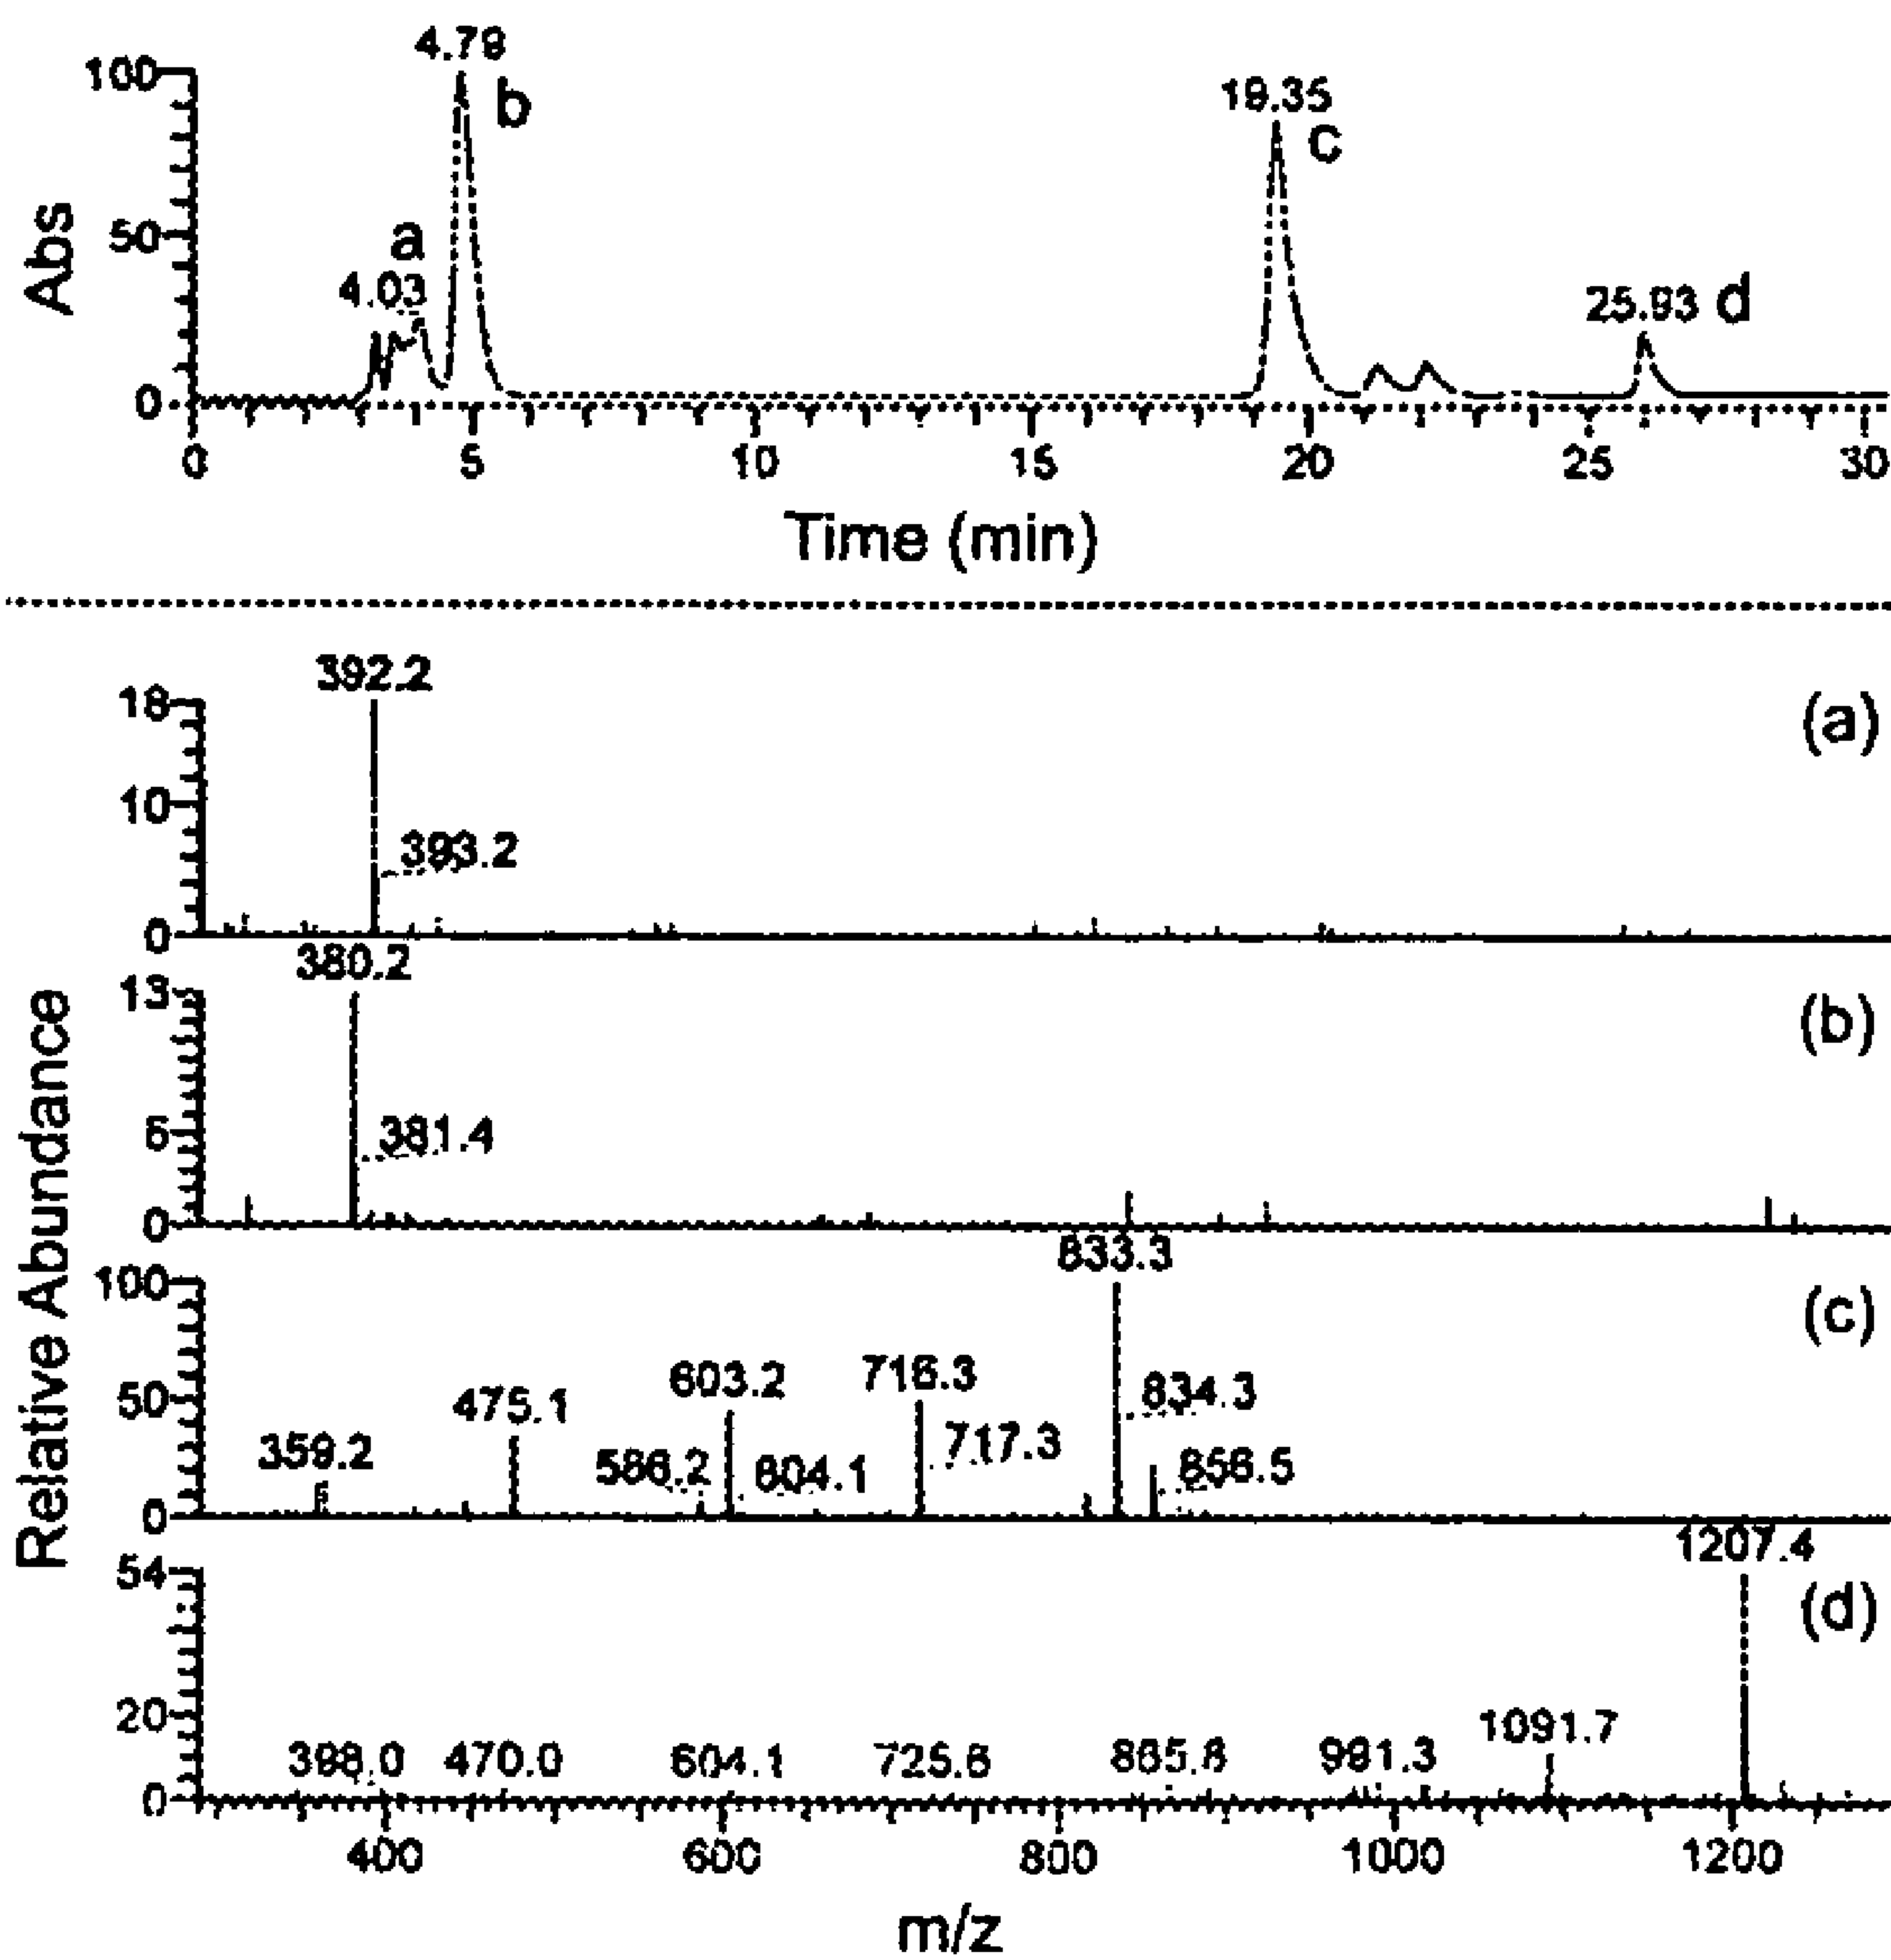 4.79
100
b
19.35
c
Abs
50
a
4.03
25.93 d
0
0 5 10 15 20 25 30
Time (min)
392.2
18
(a)
10
393.2
0
380.2
13
(b)
6
381.4
0
Relative Abundance
833.3
100
(c)
50
475.1
603.2
716.3
834.3
359.2
586.2
604.1
717.3
856.5
0
1207.4
54
(d)
20
1091.7
398.0 470.0 604.1 725.6 865.6 991.3
0
400 600 800 1000 1200
m/z